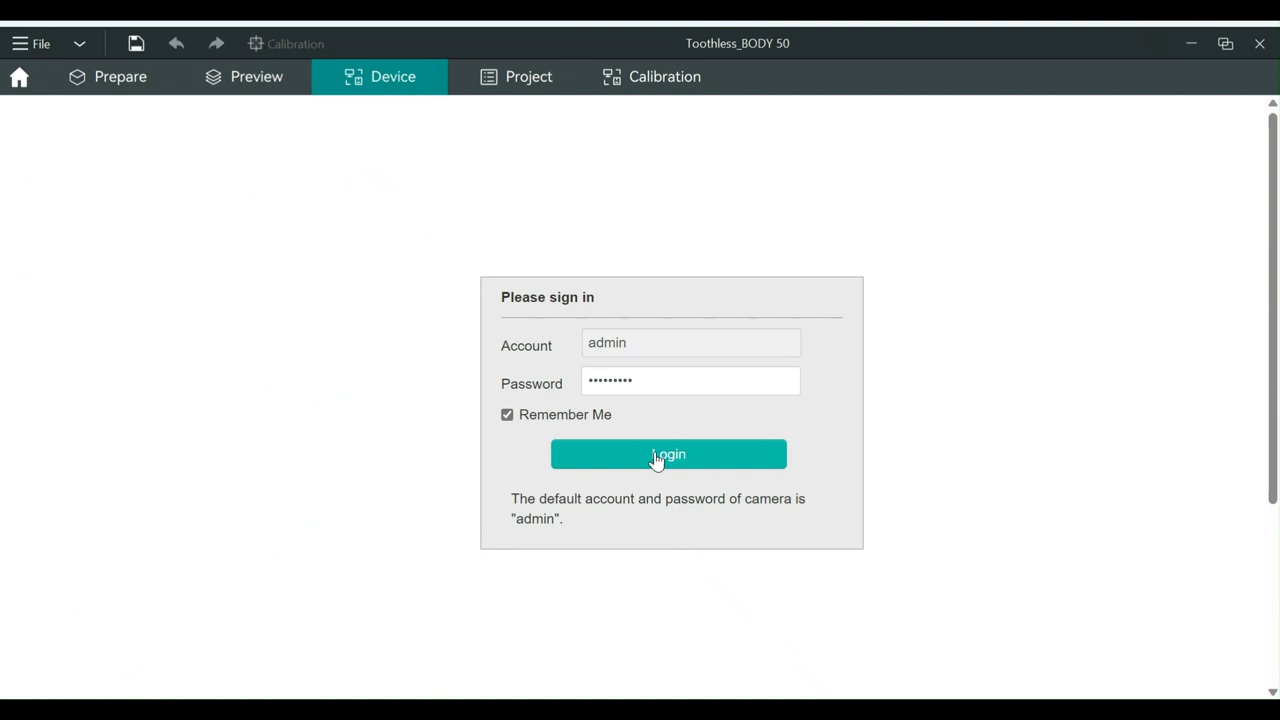 File Calibration Toothless_BODY 50
Prepare Preview Device Project Calibration
Please sign in
Account admin
Password •••••••••
Remember Me
Login
The default account and password of camera is
"admin".